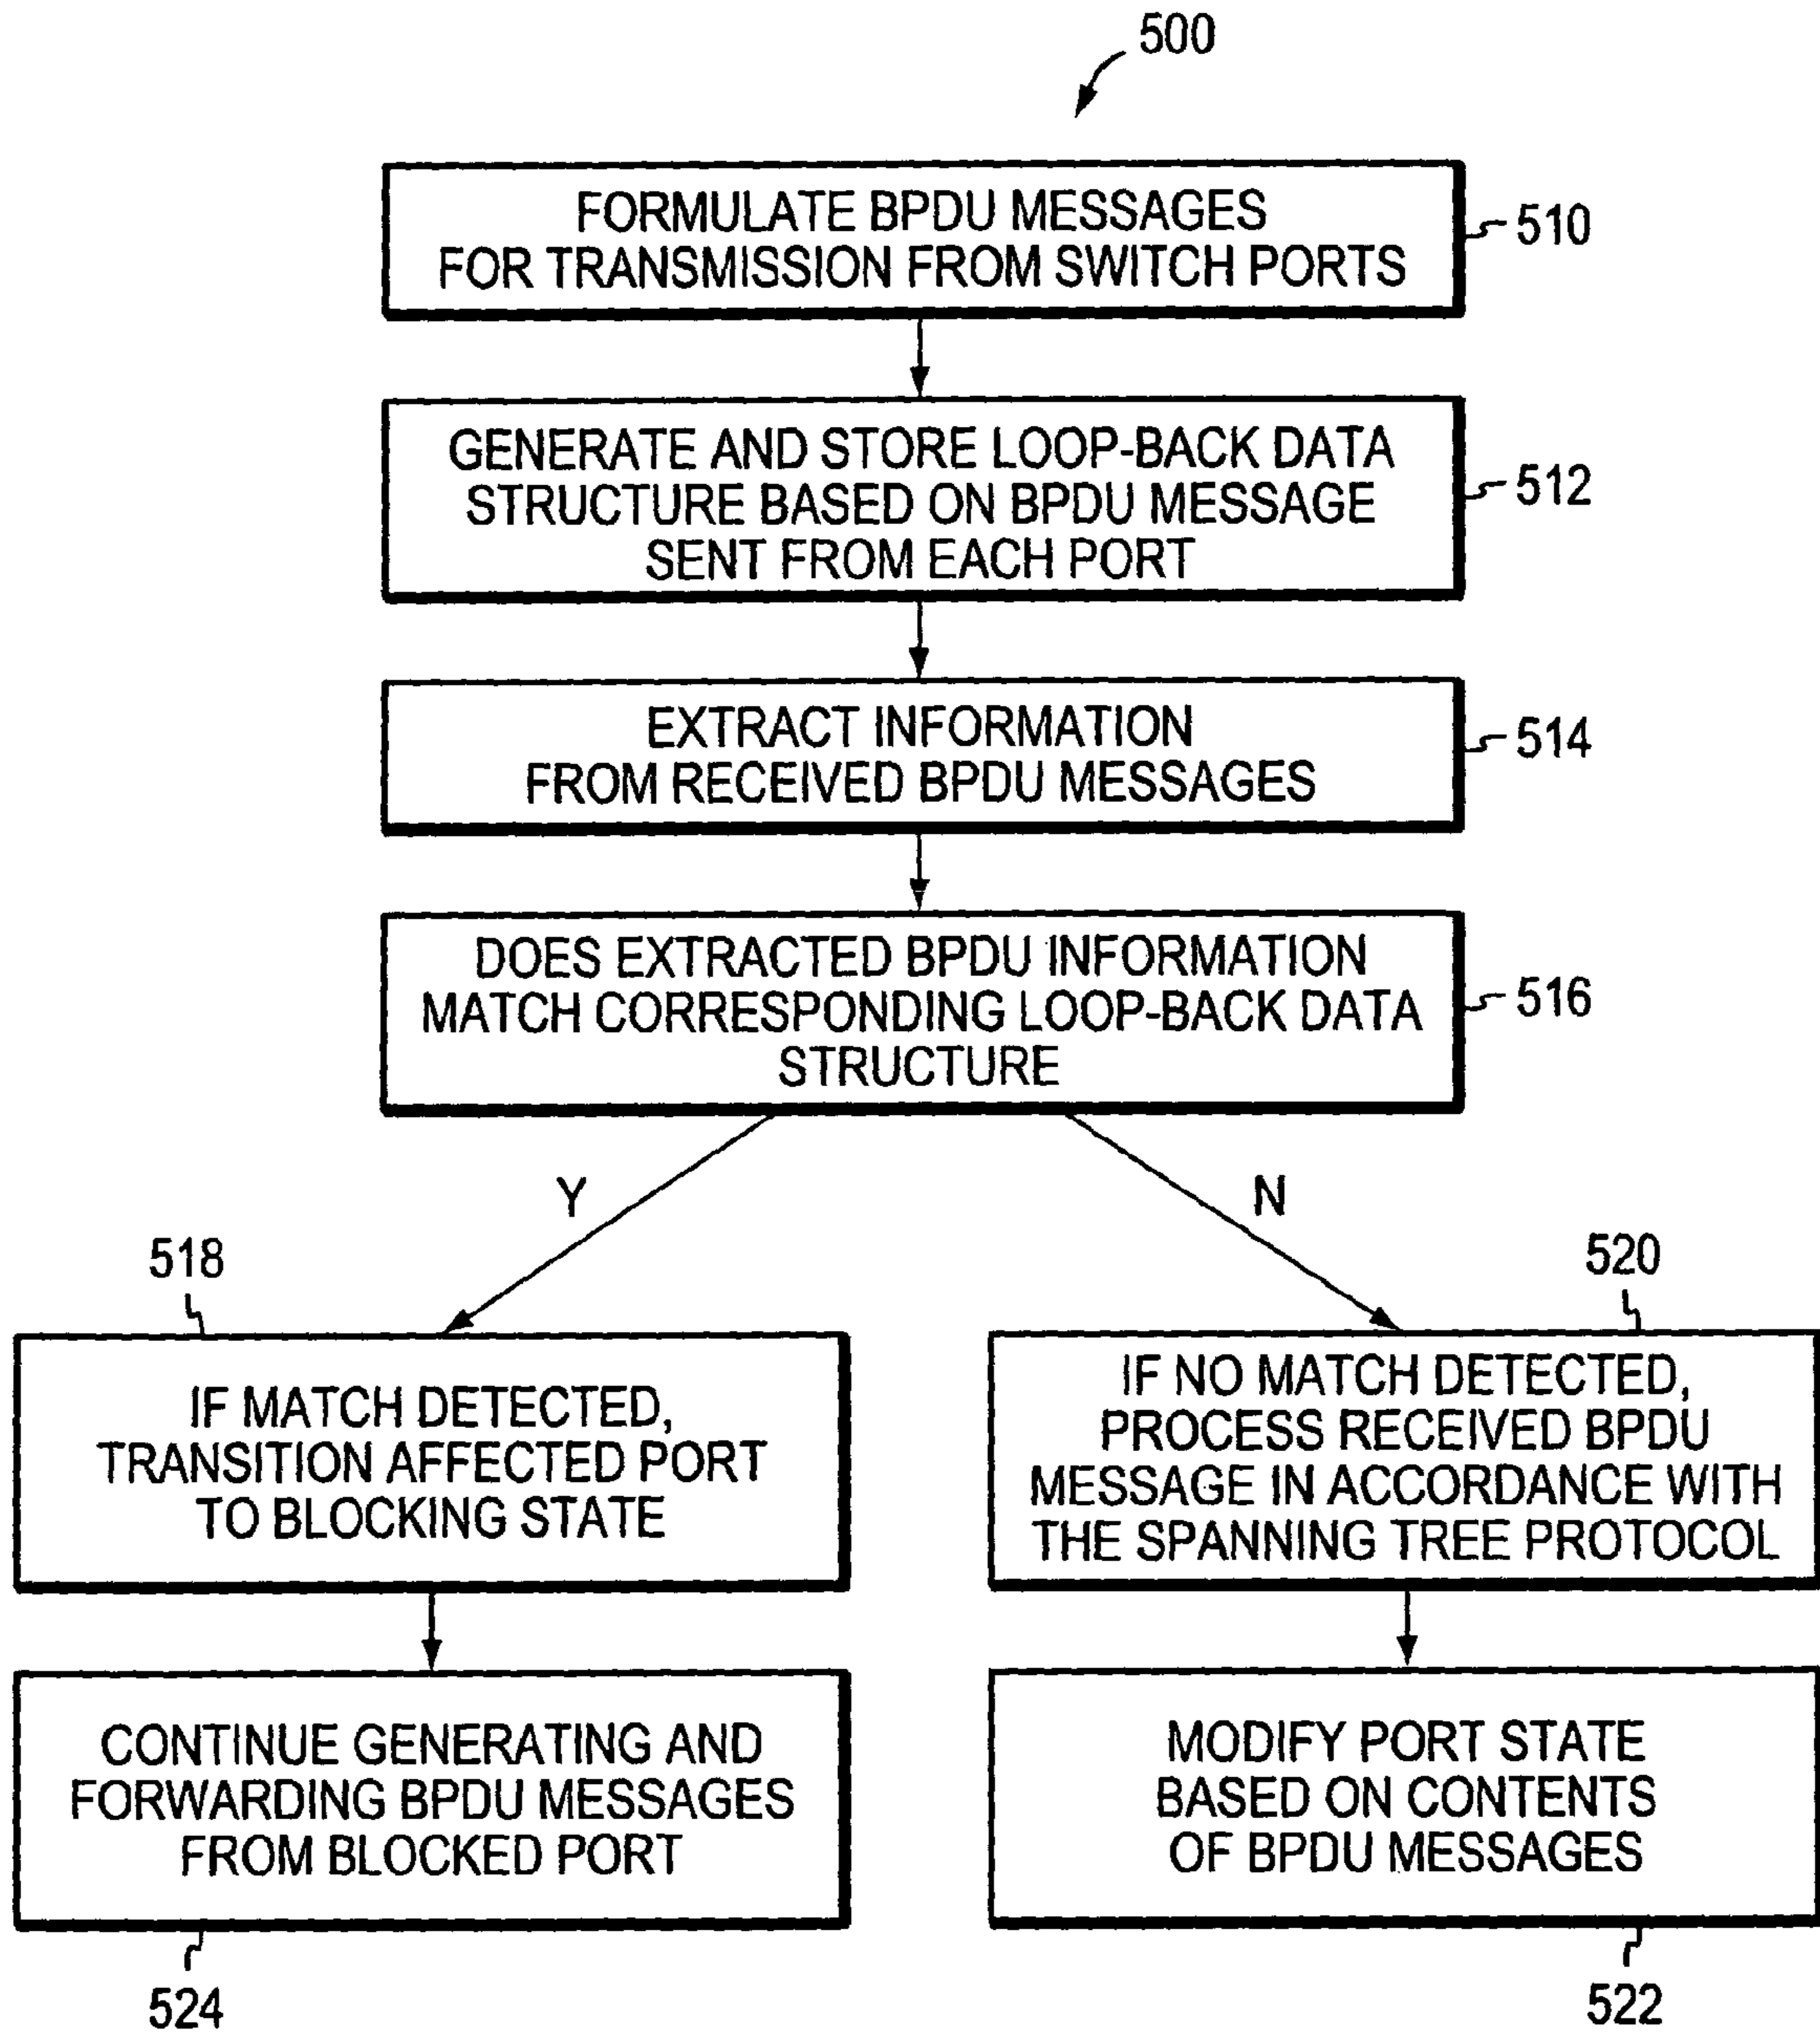 500
FORMULATE BPDU MESSAGES
FOR TRANSMISSION FROM SWITCH PORTS
510
GENERATE AND STORE LOOP-BACK DATA
STRUCTURE BASED ON BPDU MESSAGE
SENT FROM EACH PORT
512
EXTRACT INFORMATION
FROM RECEIVED BPDU MESSAGES
514
DOES EXTRACTED BPDU INFORMATION
MATCH CORRESPONDING LOOP-BACK DATA
STRUCTURE
516
Y
N
518
IF MATCH DETECTED,
TRANSITION AFFECTED PORT
TO BLOCKING STATE
520
IF NO MATCH DETECTED,
PROCESS RECEIVED BPDU
MESSAGE IN ACCORDANCE WITH
THE SPANNING TREE PROTOCOL
CONTINUE GENERATING AND
FORWARDING BPDU MESSAGES
FROM BLOCKED PORT
524
MODIFY PORT STATE
BASED ON CONTENTS
OF BPDU MESSAGES
522